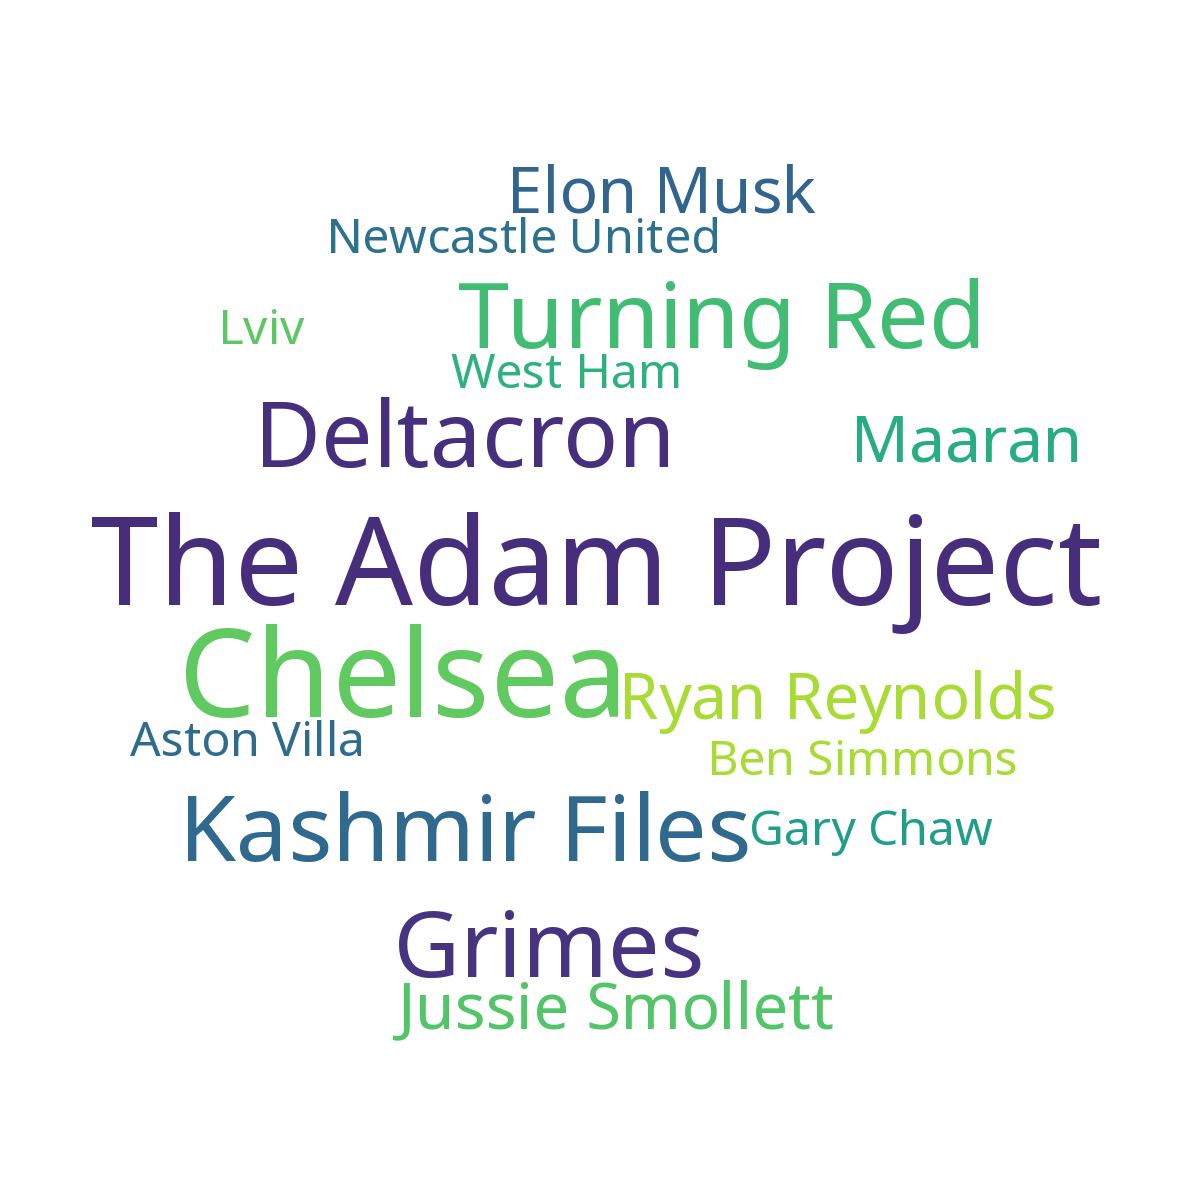 Elon Musk
Newcastle United
Turning Red
Lviv
West Ham
Deltacron
Maaran
The Adam Project
Chelsea
Ryan Reynolds
Aston Villa
Ben Simmons
Kashmir Files
Gary Chaw
Grimes
Jussie Smollett